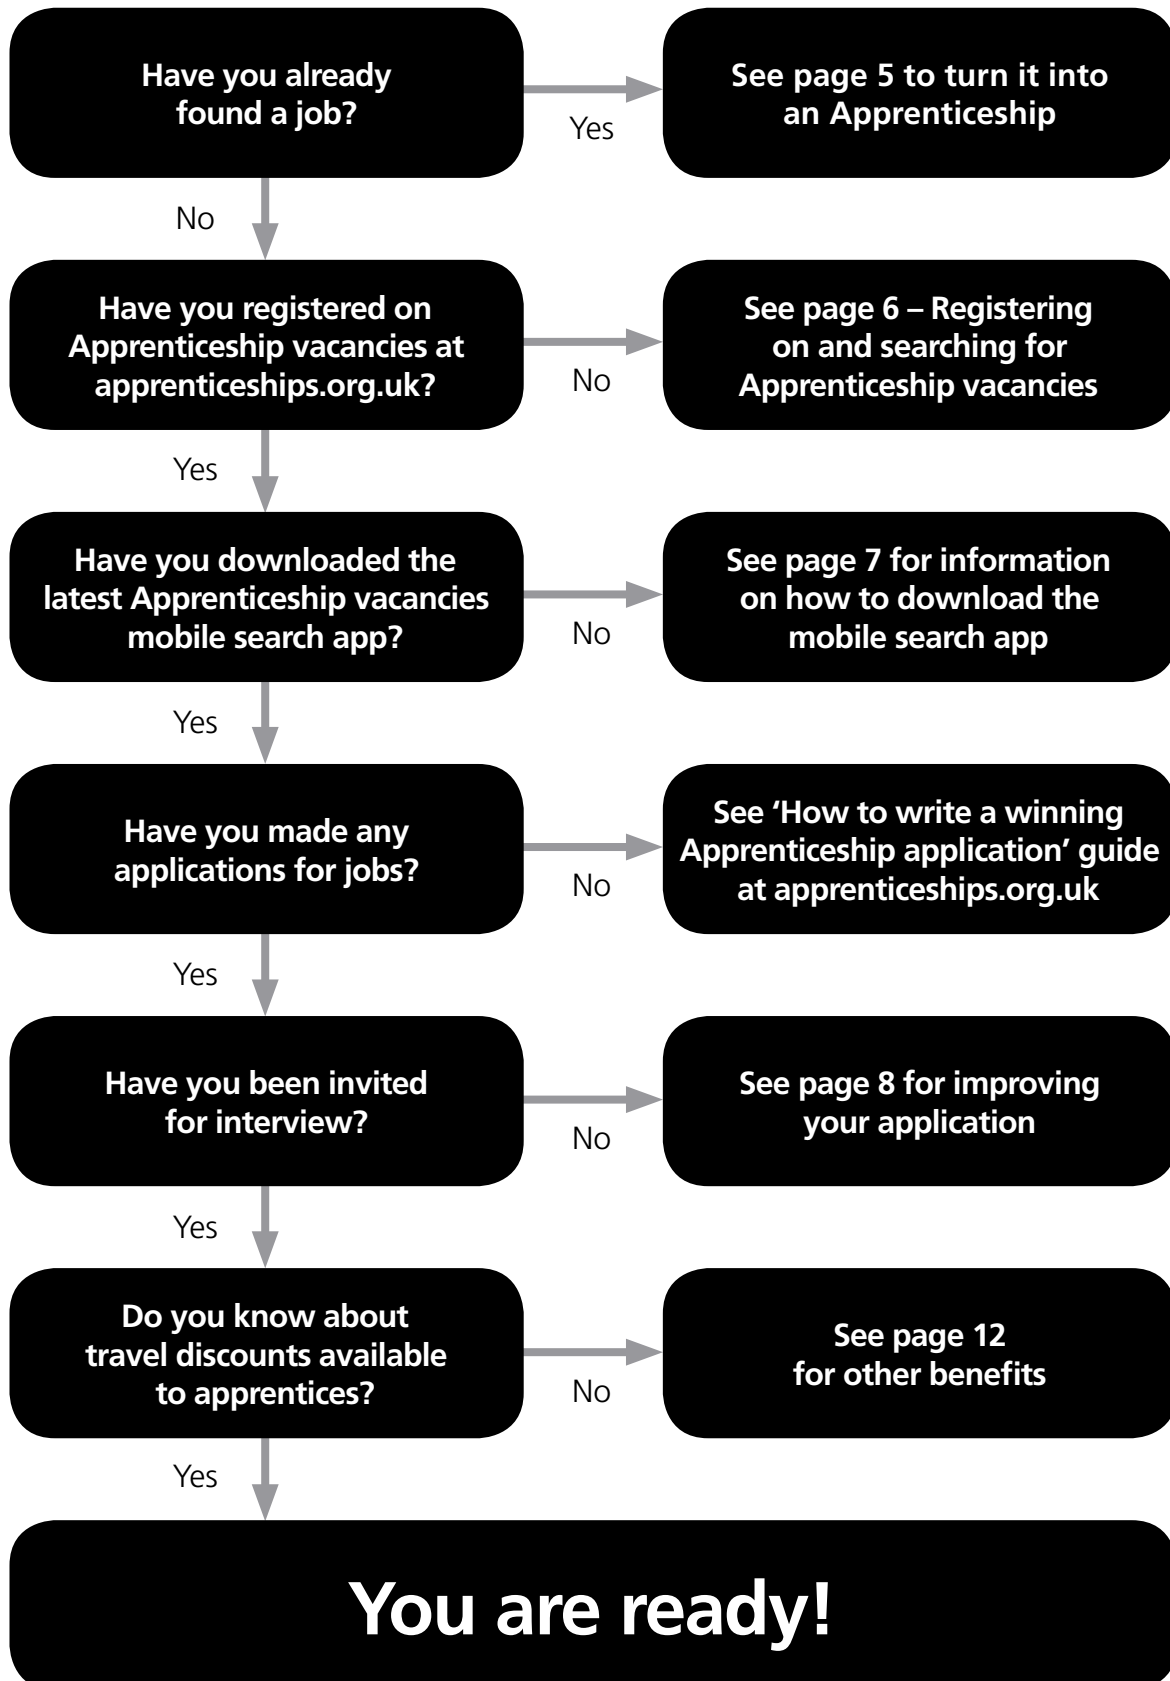 Have you already
found a job?
Yes
See page 5 to turn it into
an Apprenticeship
No
Have you registered on
Apprenticeship vacancies at
apprenticeships.org.uk?
No
See page 6 – Registering
on and searching for
Apprenticeship vacancies
Yes
Have you downloaded the
latest Apprenticeship vacancies
mobile search app?
No
See page 7 for information
on how to download the
mobile search app
Yes
Have you made any
applications for jobs?
No
See ‘How to write a winning
Apprenticeship application’ guide
at apprenticeships.org.uk
Yes
Have you been invited
for interview?
No
See page 8 for improving
your application
Yes
Do you know about
travel discounts available
to apprentices?
No
See page 12
for other benefits
Yes
You are ready!